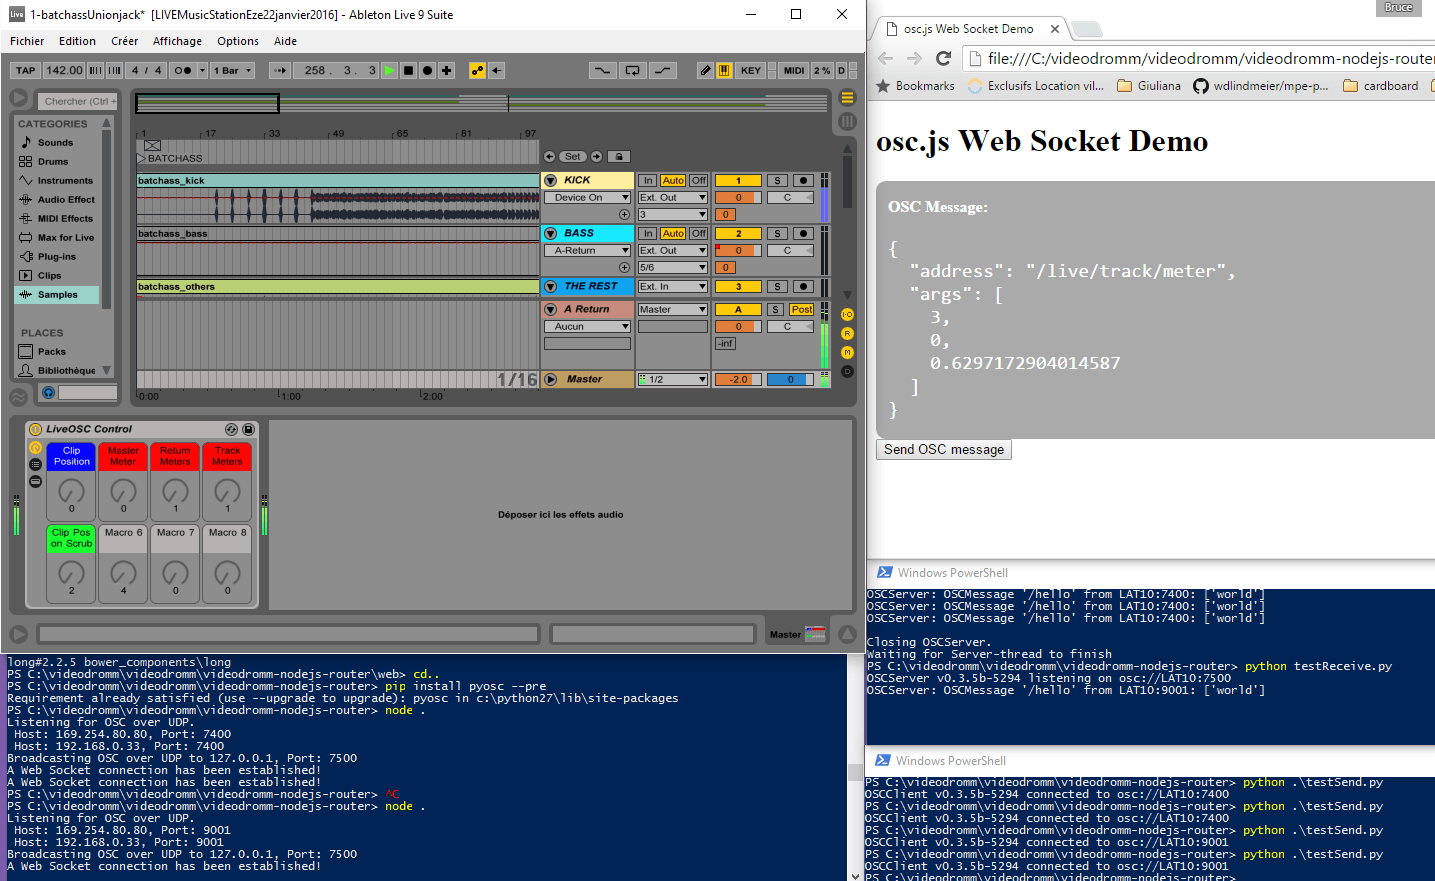 1-batchassUnionjack* [LIVEMusicStationEze22janvier2016] - Ableton Live 9 Suite
Fichier Edition Créer Affichage Options Aide
TAP 142.00 4 / 4 1 Bar 258. 3. 3 KEY MIDI 2 % D
Chercher (Ctrl +
CATEGORIES
Sounds
Drums
Instruments
Audio Effect
MIDI Effects
Max for Live
Plug-ins
Clips
Samples
PLACES
Packs
Bibliothèque
1 17 33 49 65 81 97
BATCHASS
Set
batchass_kick
KICK In Auto Off 1 S
Device On Ext. Out 0 C
3 0
batchass_bass
BASS In Auto Off 2 S
A-Return Ext. Out 0 C
5/6 0
batchass_others
THE REST Ext. In 3 S
A Return Master A S Post
Aucun 0 C
-inf
1/16
Master 1/2 -2.0 0
0:00 1:00 2:00
I·O
R
M
D
LiveOSC Control
Clip Position
Master Meter
Return Meters
Track Meters
0 0 1 1
Clip Pos on Scrub
Macro 6
Macro 7
Macro 8
2 4 0 0
Déposer ici les effets audio
Master
long#2.2.5 bower_components\long
PS C:\videodromm\videodromm\videodromm-nodejs-router\web> cd..
PS C:\videodromm\videodromm\videodromm-nodejs-router> pip install pyosc --pre
Requirement already satisfied (use --upgrade to upgrade): pyosc in c:\python27\lib\site-packages
PS C:\videodromm\videodromm\videodromm-nodejs-router> node .
Listening for OSC over UDP.
Host: 169.254.80.80, Port: 7400
Host: 192.168.0.33, Port: 7400
Broadcasting OSC over UDP to 127.0.0.1, Port: 7500
A Web Socket connection has been established!
A Web Socket connection has been established!
PS C:\videodromm\videodromm\videodromm-nodejs-router> ^C
PS C:\videodromm\videodromm\videodromm-nodejs-router> node .
Listening for OSC over UDP.
Host: 169.254.80.80, Port: 9001
Host: 192.168.0.33, Port: 9001
Broadcasting OSC over UDP to 127.0.0.1, Port: 7500
A Web Socket connection has been established!
Bruce
osc.js Web Socket Demo
file:///C:/videodromm/videodromm/videodromm-nodejs-router
Bookmarks Exclusifs Location vil... Giuliana wdlindmeier/mpe-p... cardboard
osc.js Web Socket Demo
OSC Message:
{
"address": "/live/track/meter",
"args": [
3,
0,
0.6297172904014587
]
}
Send OSC message
Windows PowerShell
OSCServer: OSCMessage '/hello' from LAT10:7400: ['world']
OSCServer: OSCMessage '/hello' from LAT10:7400: ['world']
OSCServer: OSCMessage '/hello' from LAT10:7400: ['world']
Closing OSCServer.
Waiting for Server-thread to finish
PS C:\videodromm\videodromm\videodromm-nodejs-router> python testReceive.py
OSCServer v0.3.5b-5294 listening on osc://LAT10:7500
OSCServer: OSCMessage '/hello' from LAT10:9001: ['world']
Windows PowerShell
PS C:\videodromm\videodromm\videodromm-nodejs-router> python .\testSend.py
OSCClient v0.3.5b-5294 connected to osc://LAT10:7400
PS C:\videodromm\videodromm\videodromm-nodejs-router> python .\testSend.py
OSCClient v0.3.5b-5294 connected to osc://LAT10:7400
PS C:\videodromm\videodromm\videodromm-nodejs-router> python .\testSend.py
OSCClient v0.3.5b-5294 connected to osc://LAT10:9001
PS C:\videodromm\videodromm\videodromm-nodejs-router> python .\testSend.py
OSCClient v0.3.5b-5294 connected to osc://LAT10:9001
PS C:\videodromm\videodromm\videodromm-nodejs-router>